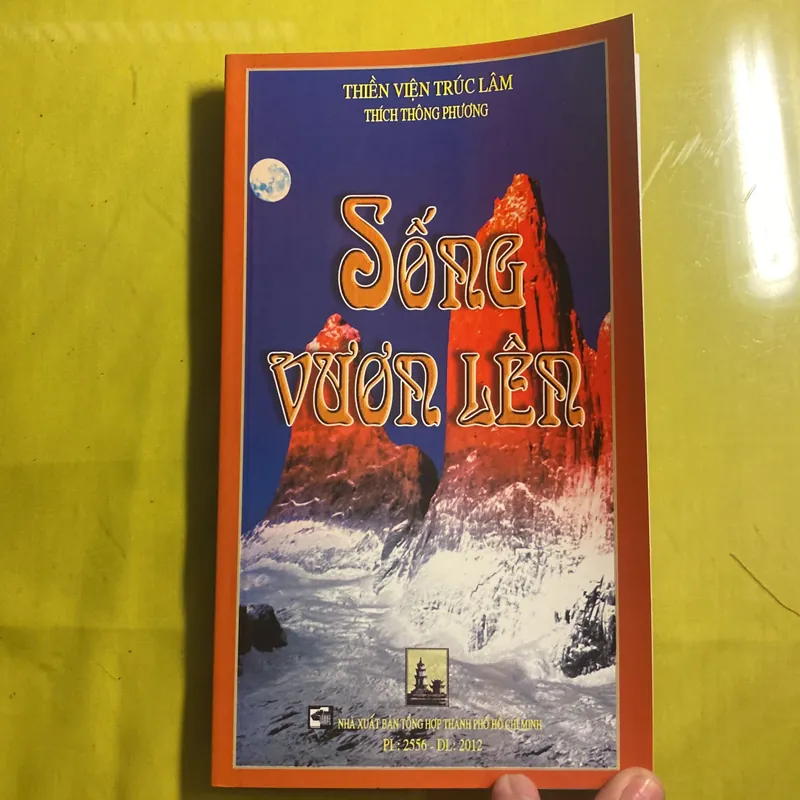 THIỀN VIỆN TRÚC LÂM
THÍCH THÔNG PHƯƠNG
SỐNG
VƯƠN LÊN
NHÀ XUẤT BẢN TỔNG HỢP THÀNH PHỐ HỒ CHÍ MINH
PL : 2556 - DL : 2012